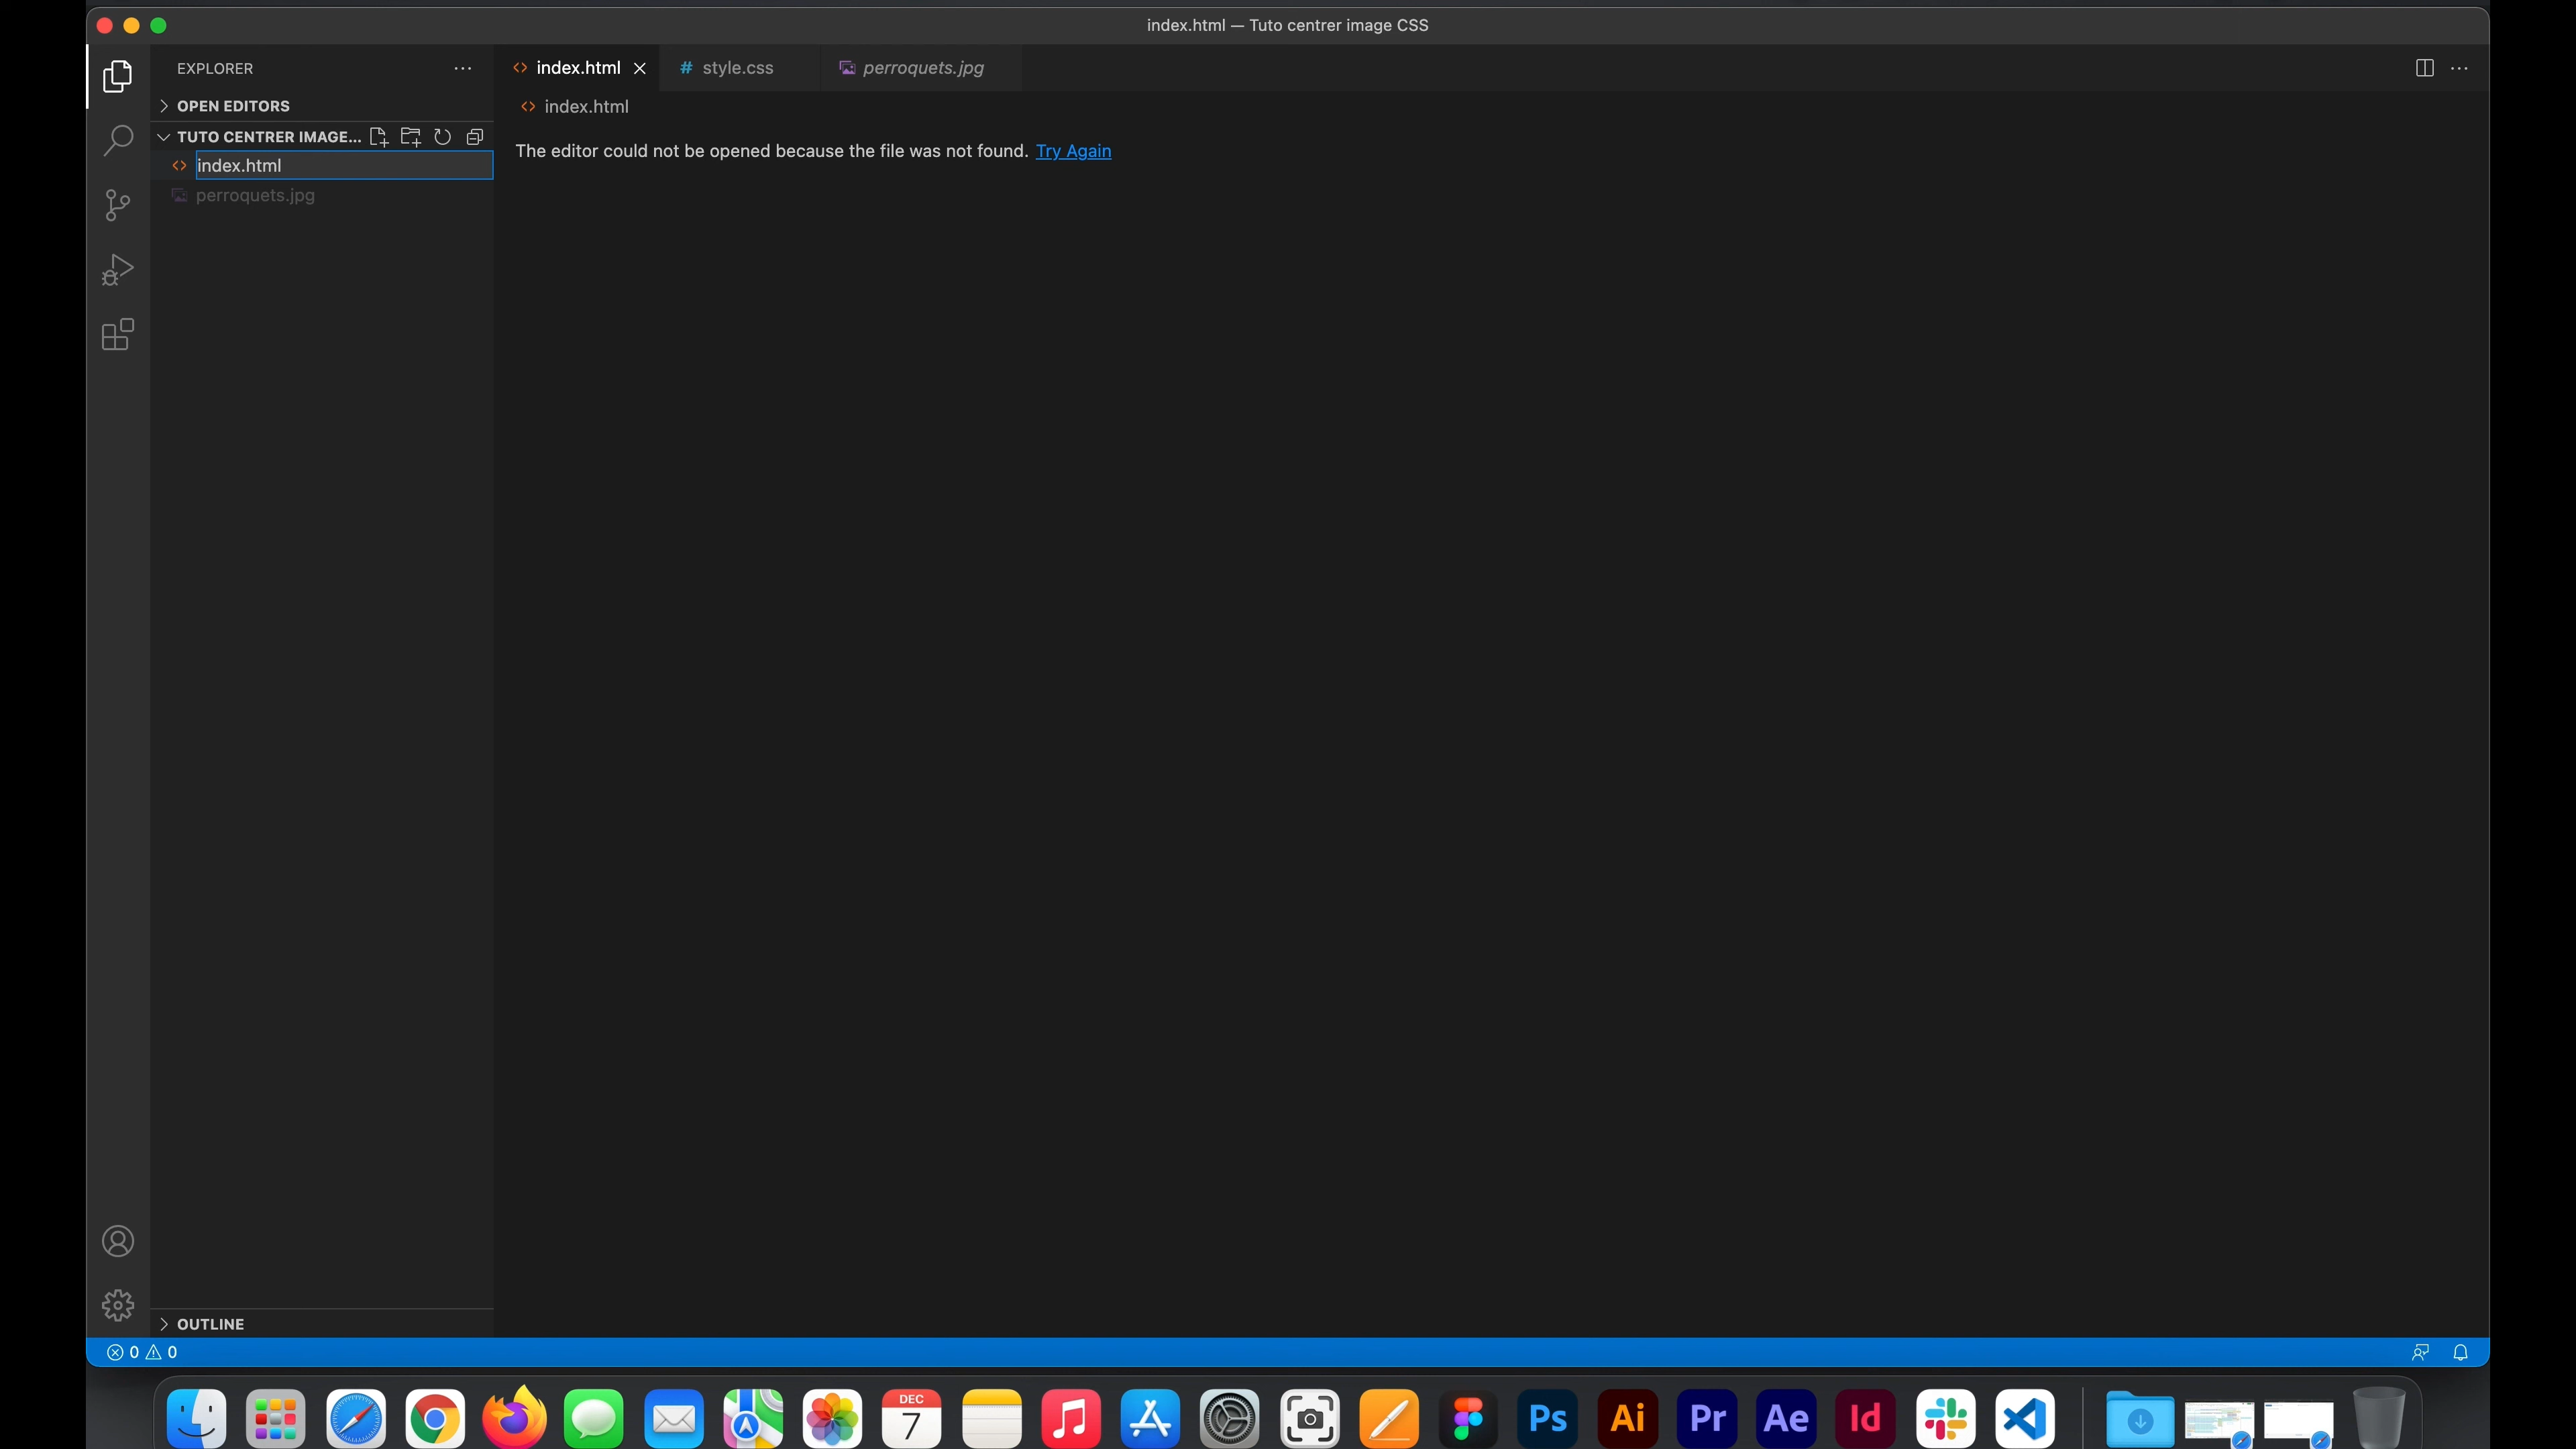 index.html — Tuto centrer image CSS
EXPLORER
index.html
style.css
perroquets.jpg
OPEN EDITORS
index.html
TUTO CENTRER IMAGE...
The editor could not be opened because the file was not found. Try Again
index.html
perroquets.jpg
OUTLINE
0 0
DEC
7
Ps
Ai
Pr
Ae
Id